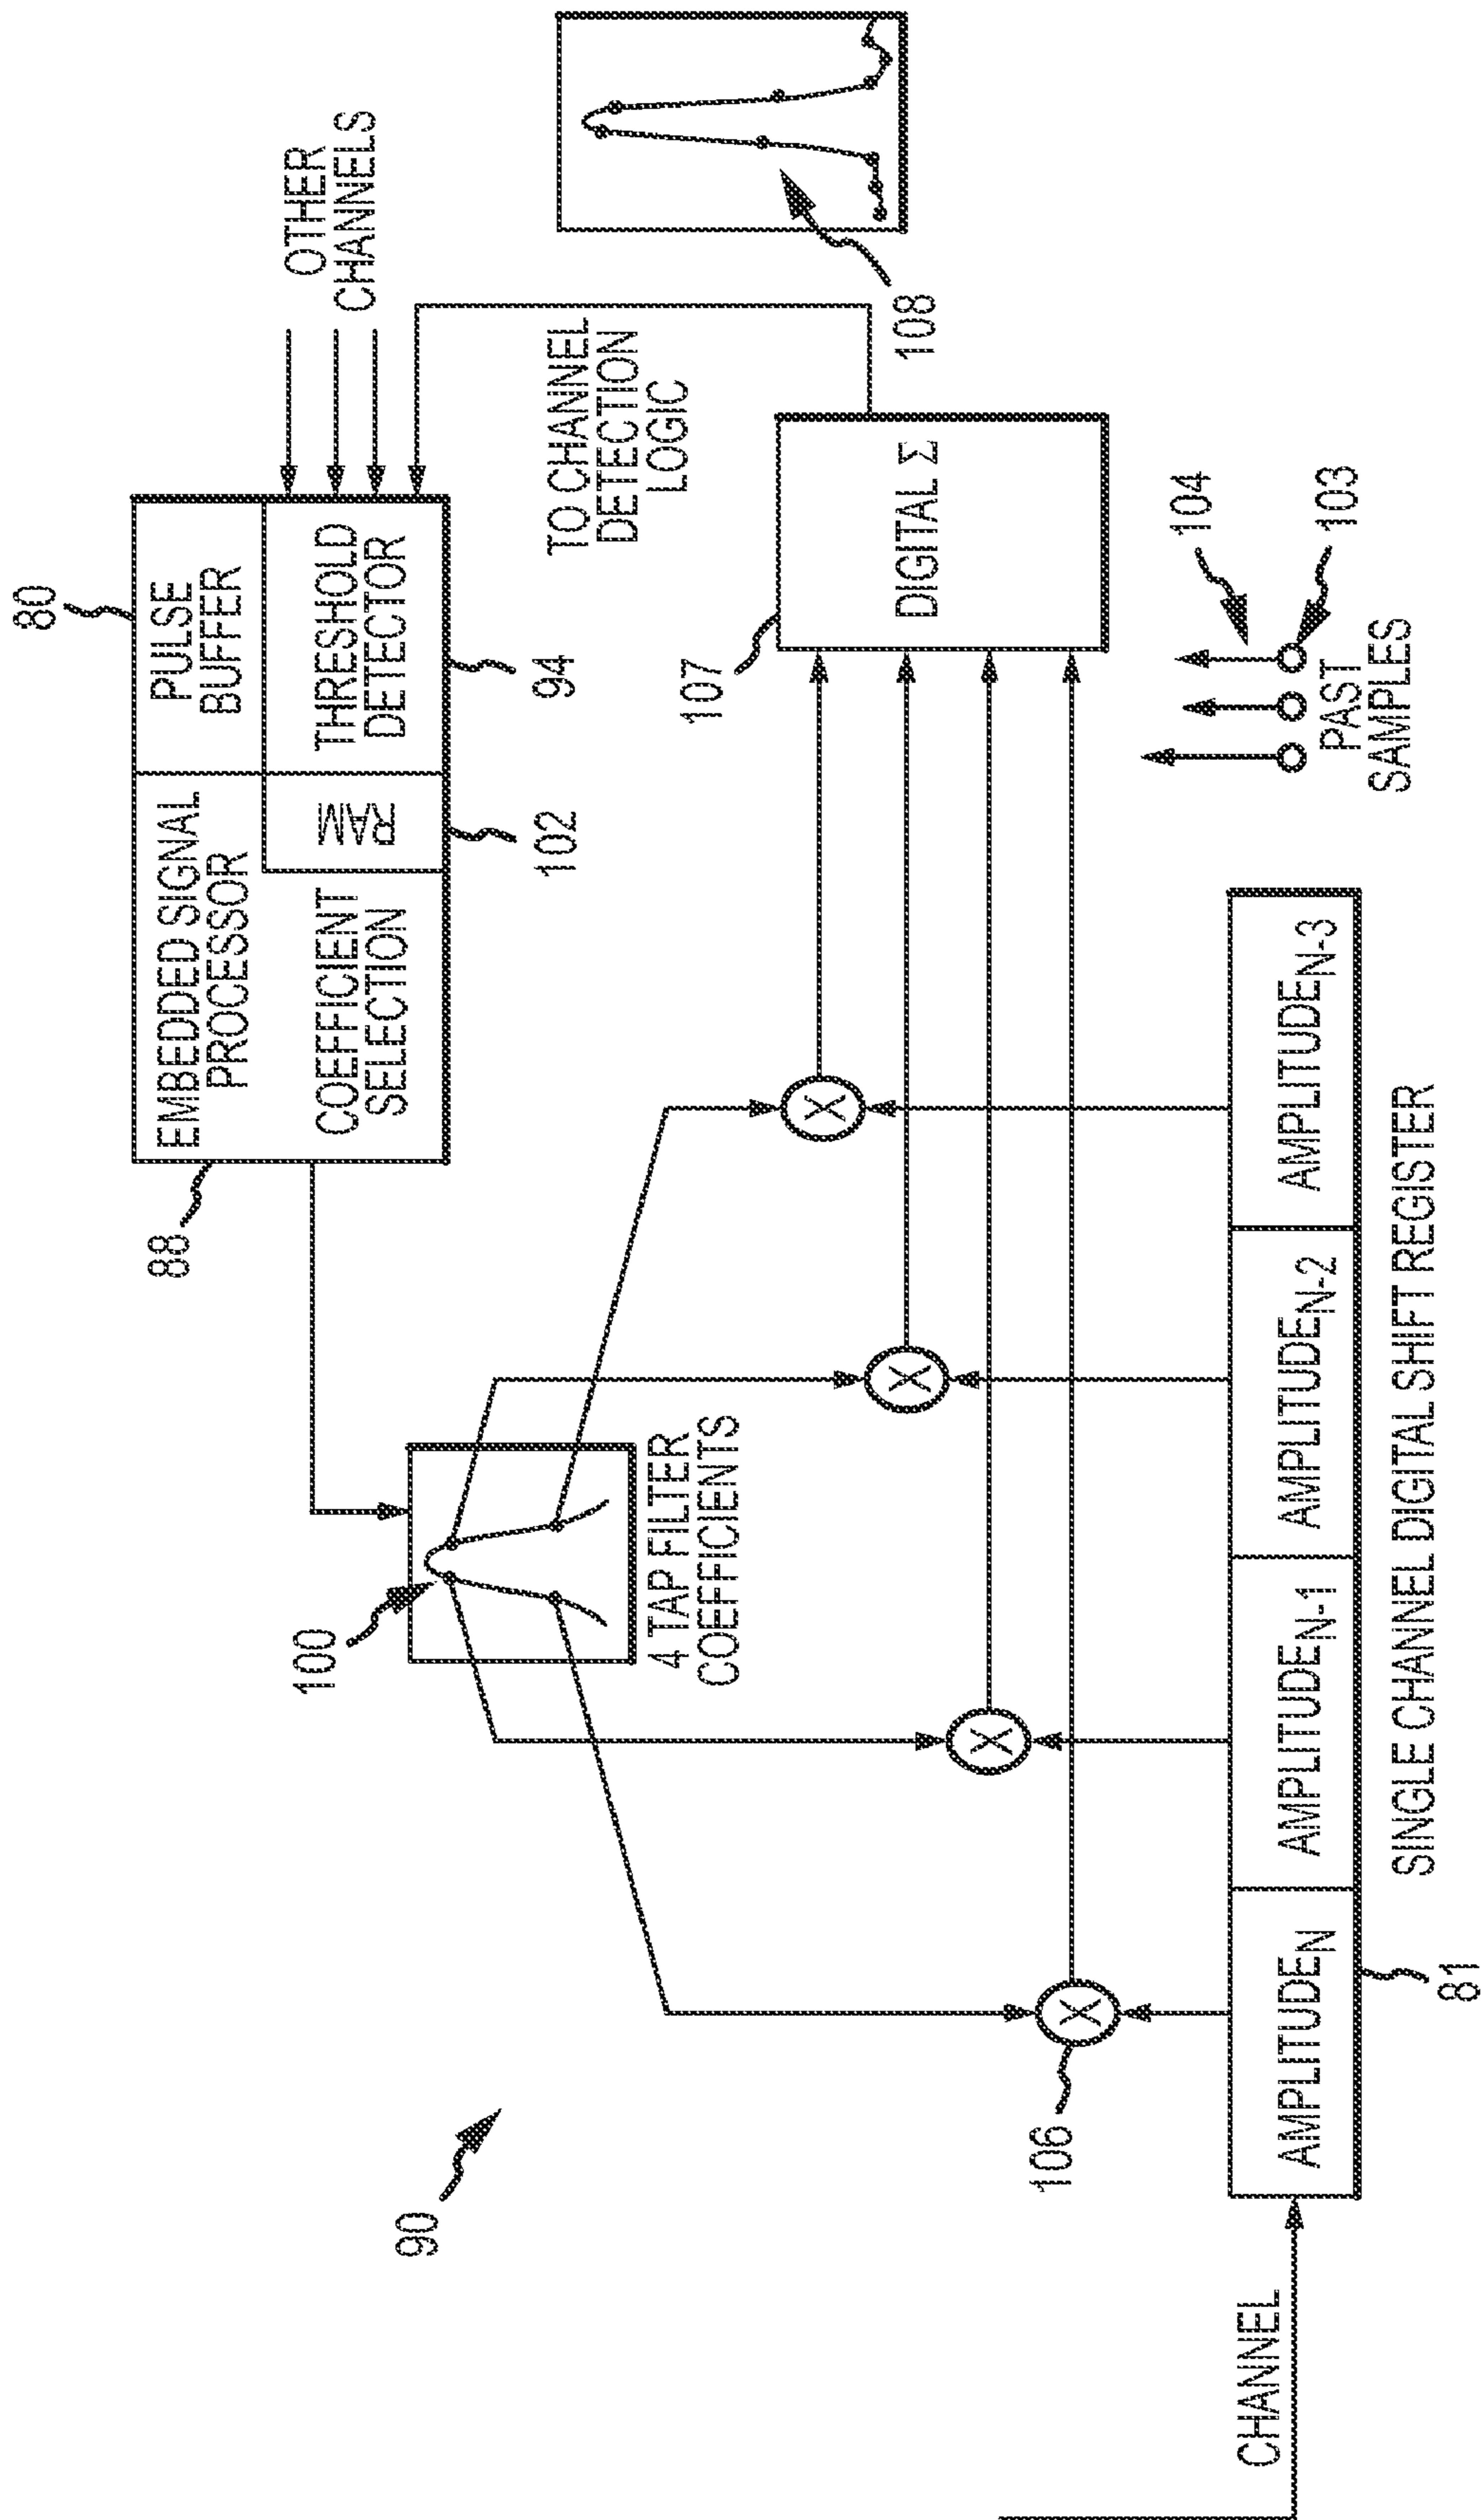 80
PULSE
BUFFER
OTHER
CHANNELS
EMBEDDED SIGNAL
PROCESSOR
THRESHOLD
DETECTOR
RAM
COEFFICIENT
SELECTION
88
102
94
TO CHANNEL
DETECTION
LOGIC
108
100
4 TAP FILTER
COEFFICIENTS
107
DIGITAL Σ
90
X
X
X
X
106
104
103
PAST
SAMPLES
CHANNEL
AMPLITUDEN
AMPLITUDEN-1
AMPLITUDEN-2
AMPLITUDEN-3
81
SINGLE CHANNEL DIGITAL SHIFT REGISTER